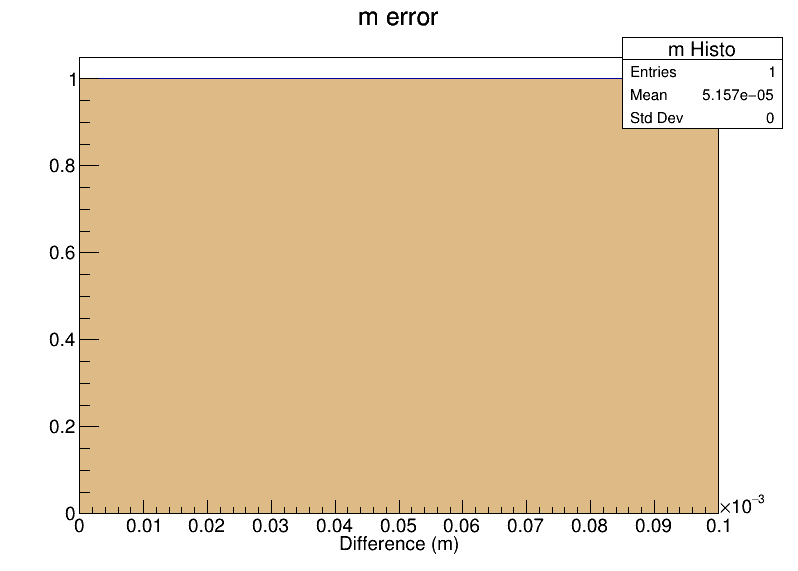 m error
m Histo
Entries 1
Mean 5.157e−05
Std Dev 0
1
0.8
0.6
0.4
0.2
0
0 0.01 0.02 0.03 0.04 0.05 0.06 0.07 0.08 0.09 0.1
×10⁻³
Difference (m)